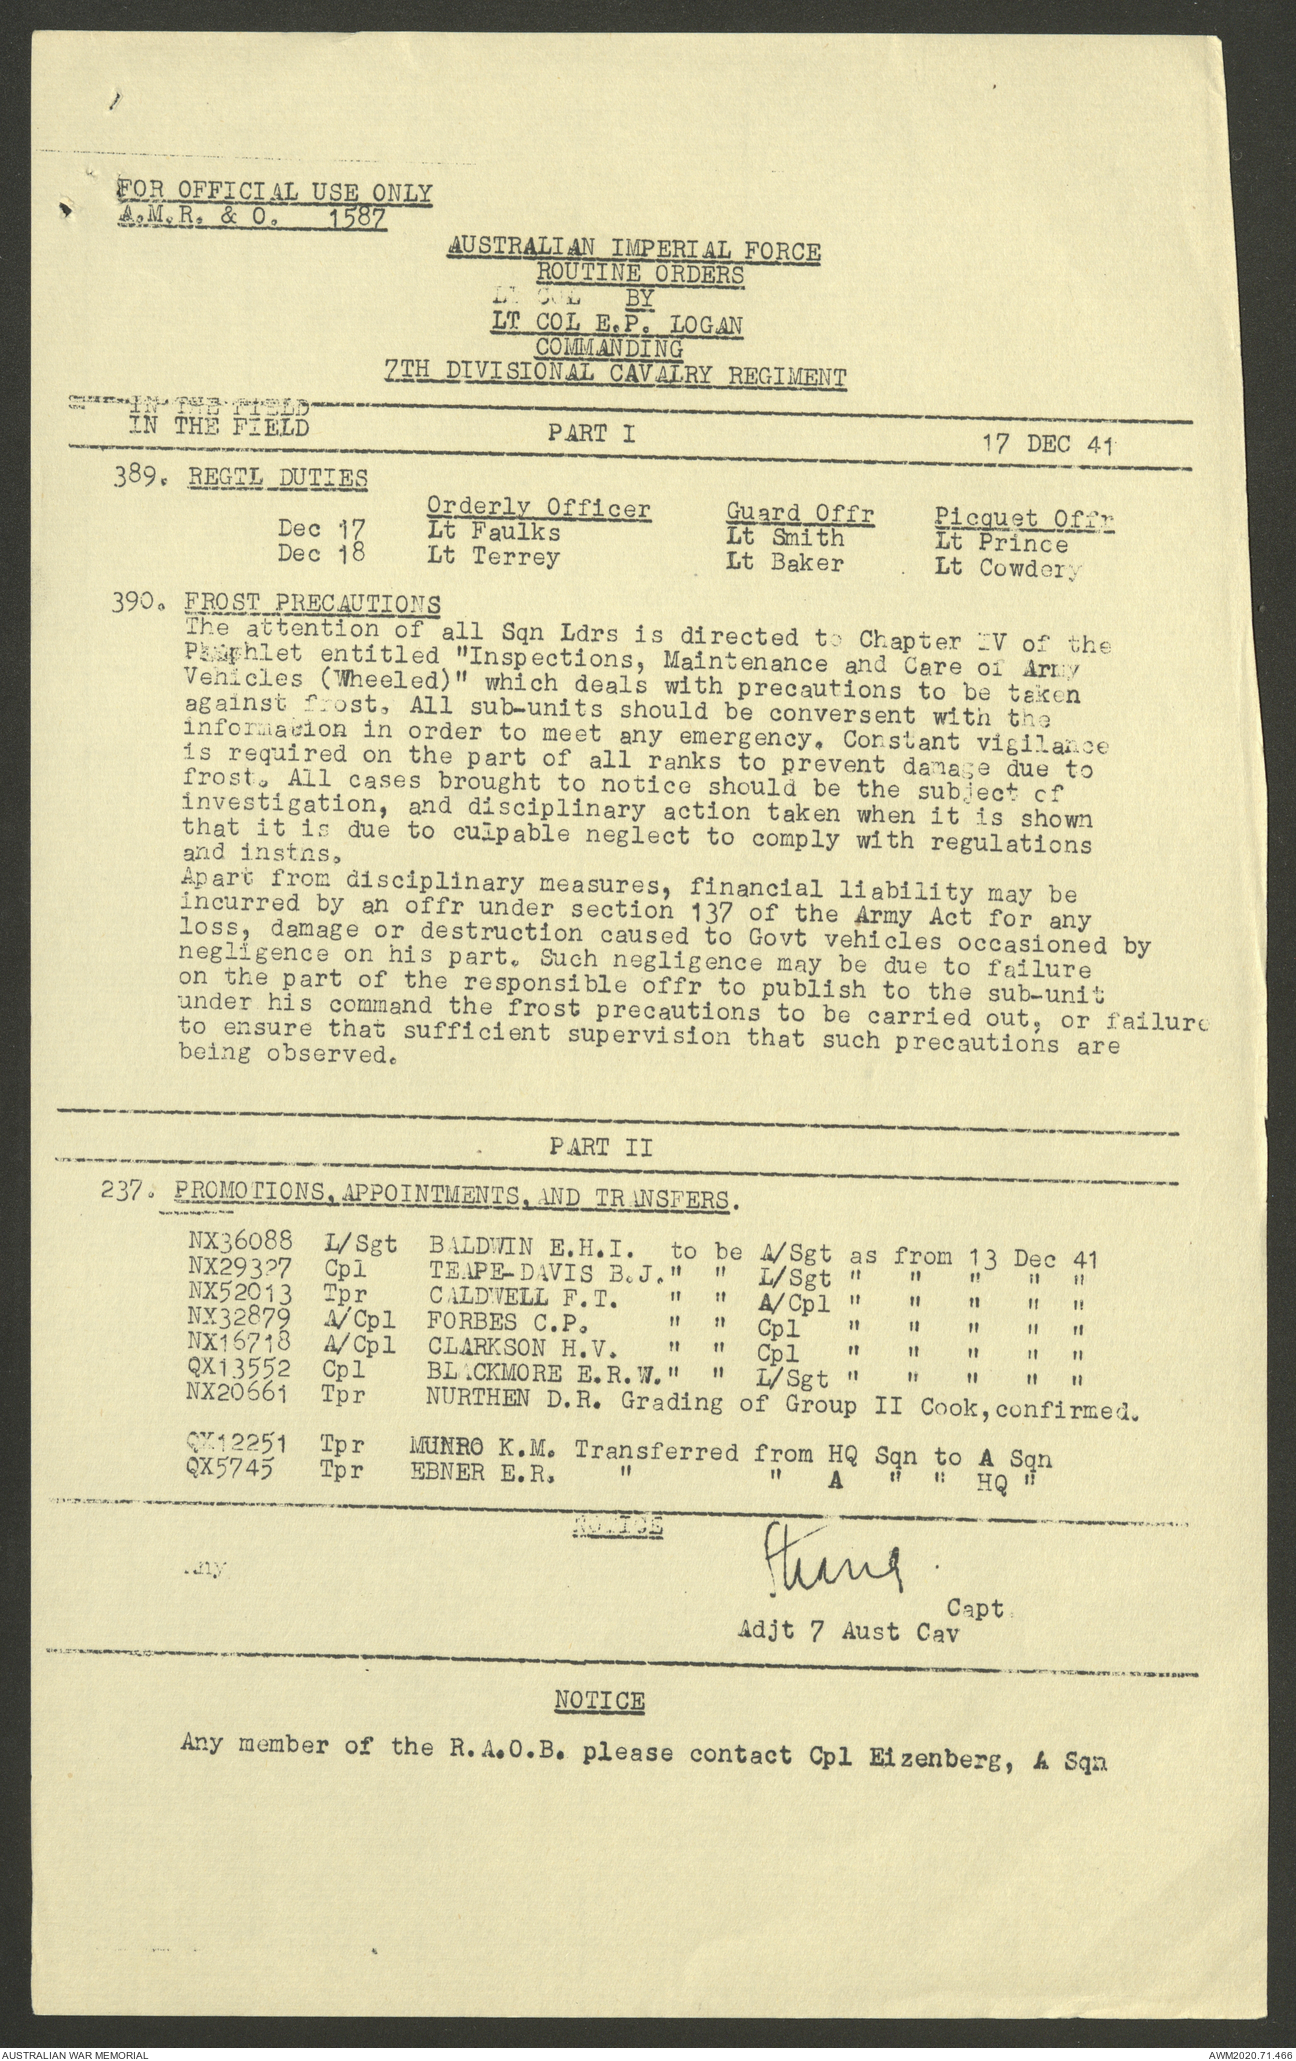 FOR OFFICIAL USE ONLY
A.M.R. & O. 1587
AUSTRALIAN IMPERIAL FORCE
ROUTINE ORDERS
LT COL BY
LT COL E.P. LOGAN
COMMANDING
7TH DIVISIONAL CAVALRY REGIMENT
IN THE FIELD
IN THE FIELD PART I 17 DEC 41
389. REGTL DUTIES
Orderly Officer Guard Offr Picquet Offr
Dec 17 Lt Faulks Lt Smith Lt Prince
Dec 18 Lt Terrey Lt Baker Lt Cowdery
390. FROST PRECAUTIONS
The attention of all Sqn Ldrs is directed to Chapter IV of the
Pamphlet entitled "Inspections, Maintenance and Care of Army
Vehicles (Wheeled)" which deals with precautions to be taken
against frost. All sub-units should be conversent with the
information in order to meet any emergency. Constant vigilance
is required on the part of all ranks to prevent damage due to
frost. All cases brought to notice should be the subject of
investigation, and disciplinary action taken when it is shown
that it is due to culpable neglect to comply with regulations
and instns.
Apart from disciplinary measures, financial liability may be
incurred by an offr under section 137 of the Army Act for any
loss, damage or destruction caused to Govt vehicles occasioned by
negligence on his part. Such negligence may be due to failure
on the part of the responsible offr to publish to the sub-unit
under his command the frost precautions to be carried out, or failure
to ensure that sufficient supervision that such precautions are
being observed.
PART II
237. PROMOTIONS, APPOINTMENTS, AND TRANSFERS.
NX36088 L/Sgt BALDWIN E.H.I. to be A/Sgt as from 13 Dec 41
NX29327 Cpl TEAPE-DAVIS B.J. " " L/Sgt " " " " "
NX52013 Tpr CALDWELL F.T. " " A/Cpl " " " " "
NX32879 A/Cpl FORBES C.P. " " Cpl " " " " "
NX16718 A/Cpl CLARKSON H.V. " " Cpl " " " " "
QX13552 Cpl BLACKMORE E.R.W. " " L/Sgt " " " " "
NX20661 Tpr NURTHEN D.R. Grading of Group II Cook, confirmed.
QX12251 Tpr MUNRO K.M. Transferred from HQ Sqn to A Sqn
QX5745 Tpr EBNER E.R. " " A " " HQ "
NOTICE
Any
Capt
Adjt 7 Aust Cav
NOTICE
Any member of the R.A.O.B. please contact Cpl Eizenberg, A Sqn
AUSTRALIAN WAR MEMORIAL AWM2020.71.466